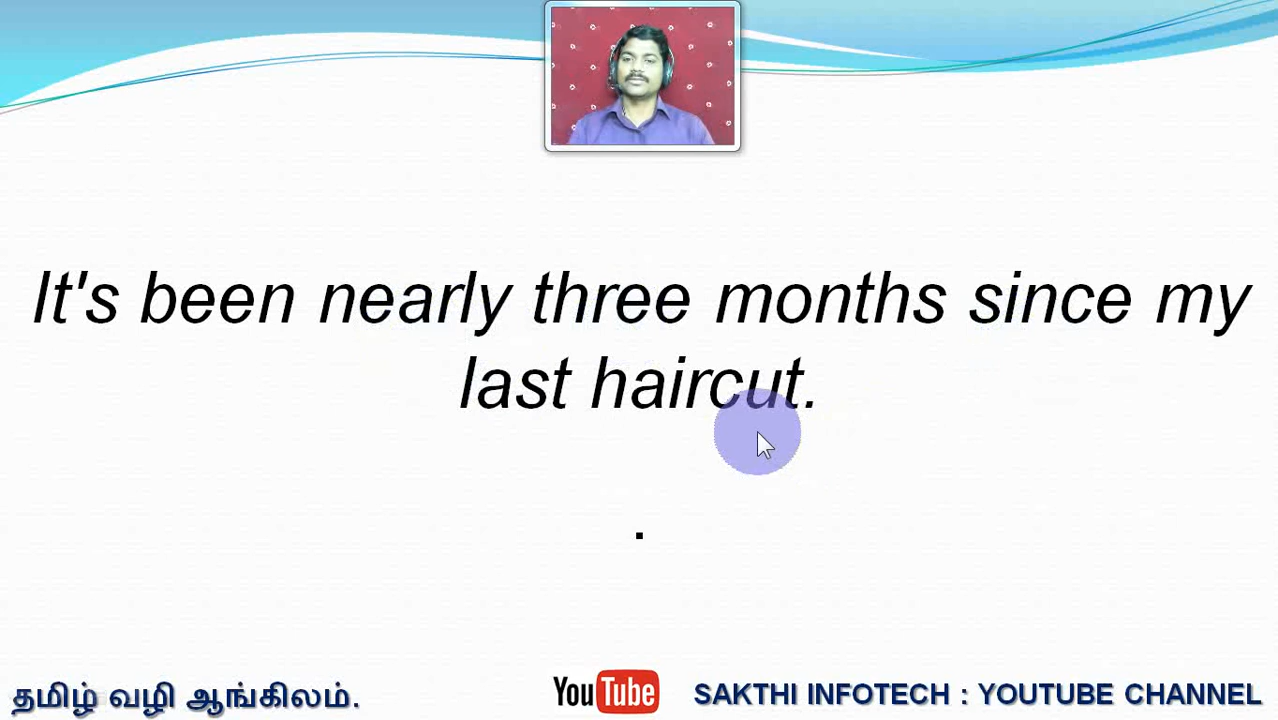 It's been nearly three months since my
last haircut.
.
தமிழ் வழி ஆங்கிலம். YouTube SAKTHI INFOTECH : YOUTUBE CHANNEL